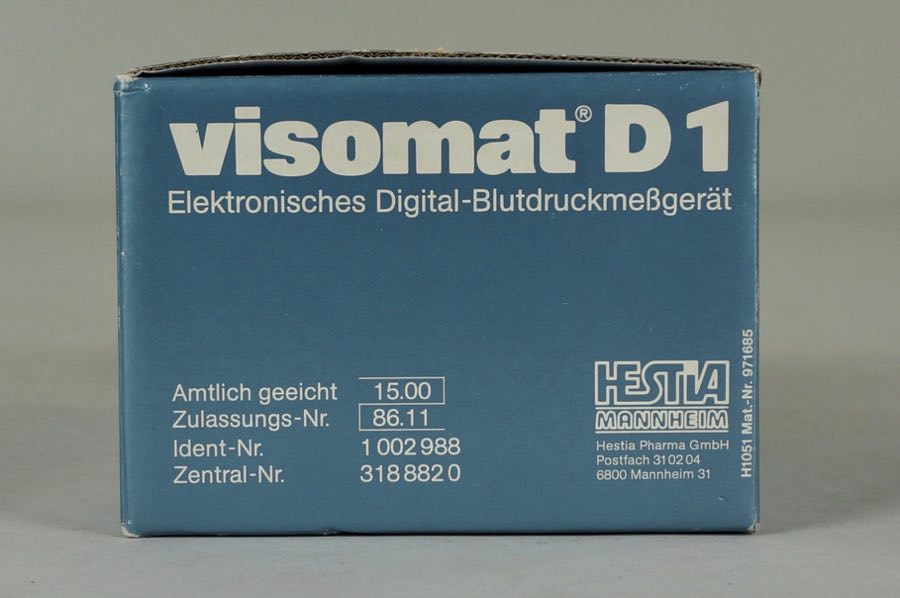 visomat® D1
Elektronisches Digital-Blutdruckmeßgerät
Amtlich geeicht 15.00
Zulassungs-Nr. 86.11
Ident-Nr. 1 002 988
Zentral-Nr. 318 882 0
HESTIA
MANNHEIM
Hestia Pharma GmbH
Postfach 31 02 04
6800 Mannheim 31
H1051 Mat.-Nr. 971685